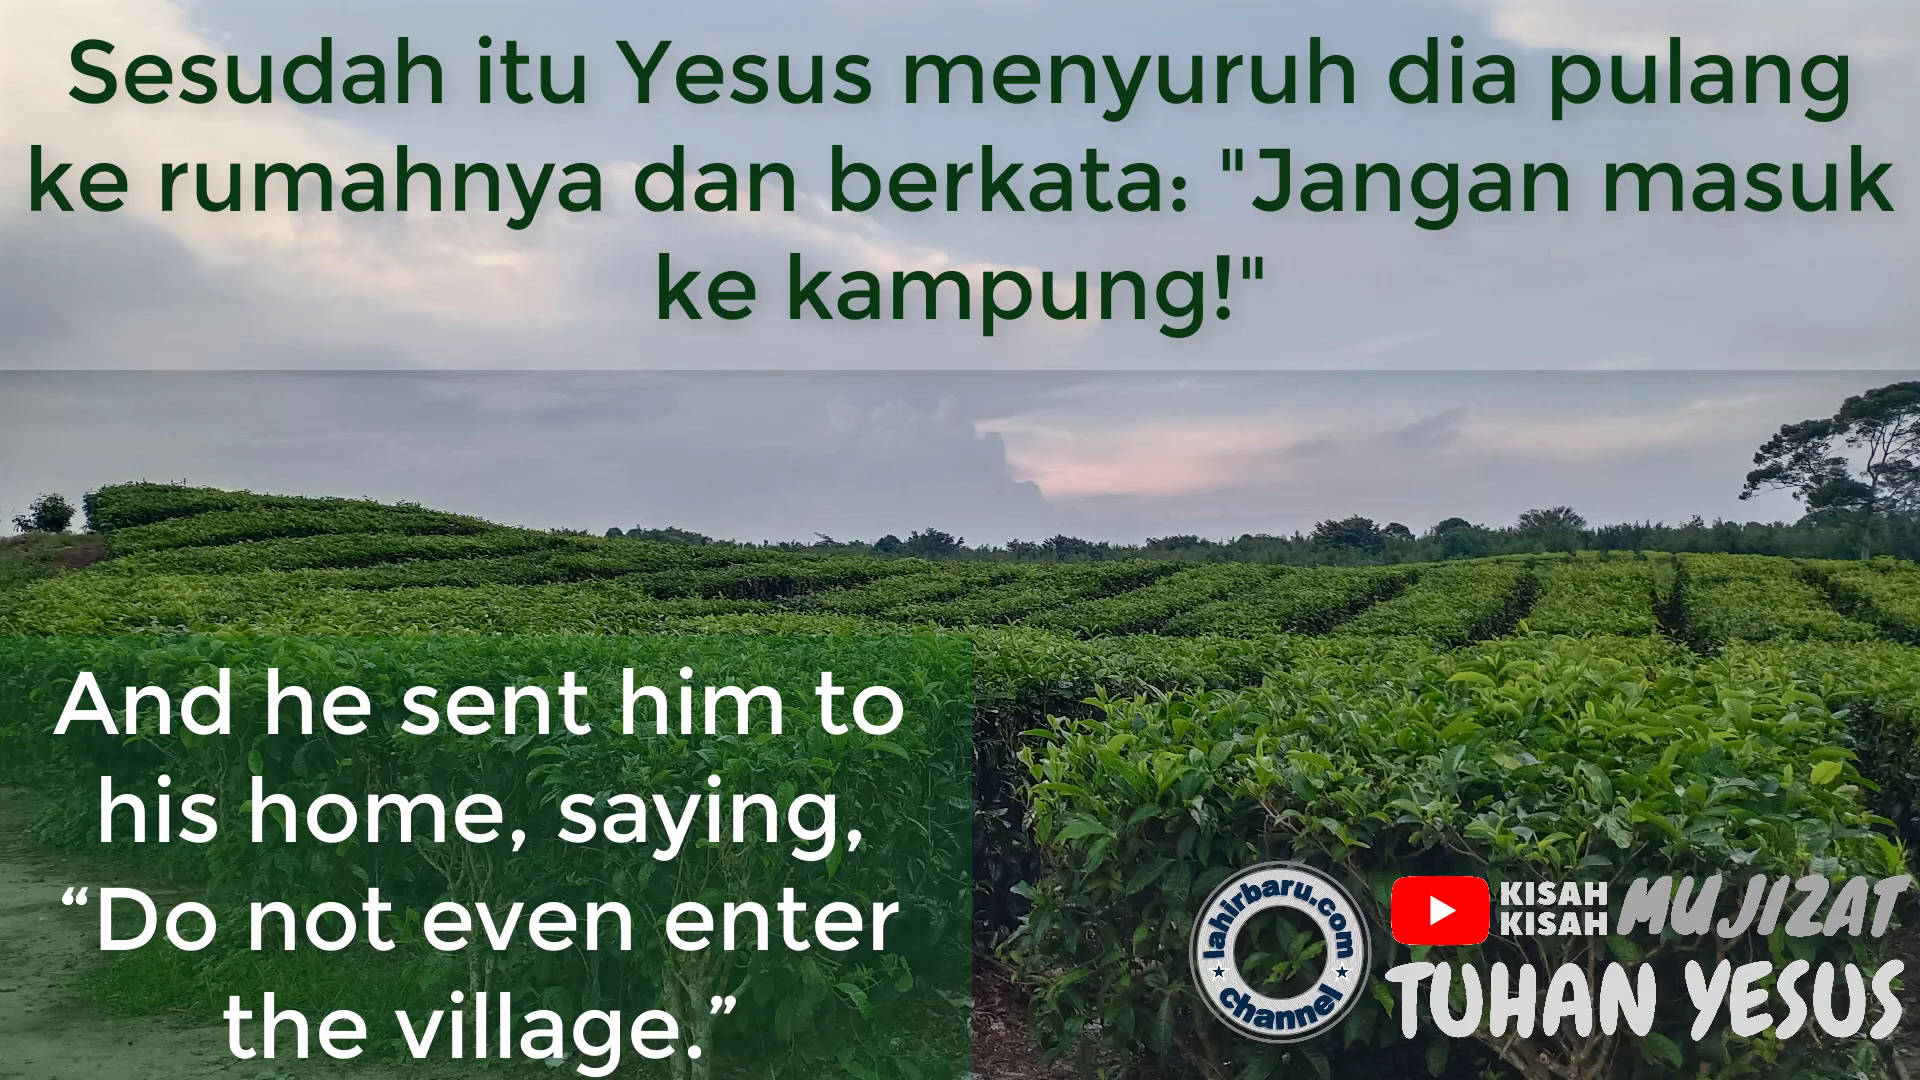 Sesudah itu Yesus menyuruh dia pulang
ke rumahnya dan berkata: "Jangan masuk
ke kampung!"
And he sent him to
his home, saying,
“Do not even enter
the village.”
lahirbaru.com
channel
KISAH
KISAH
MUJIZAT
TUHAN YESUS